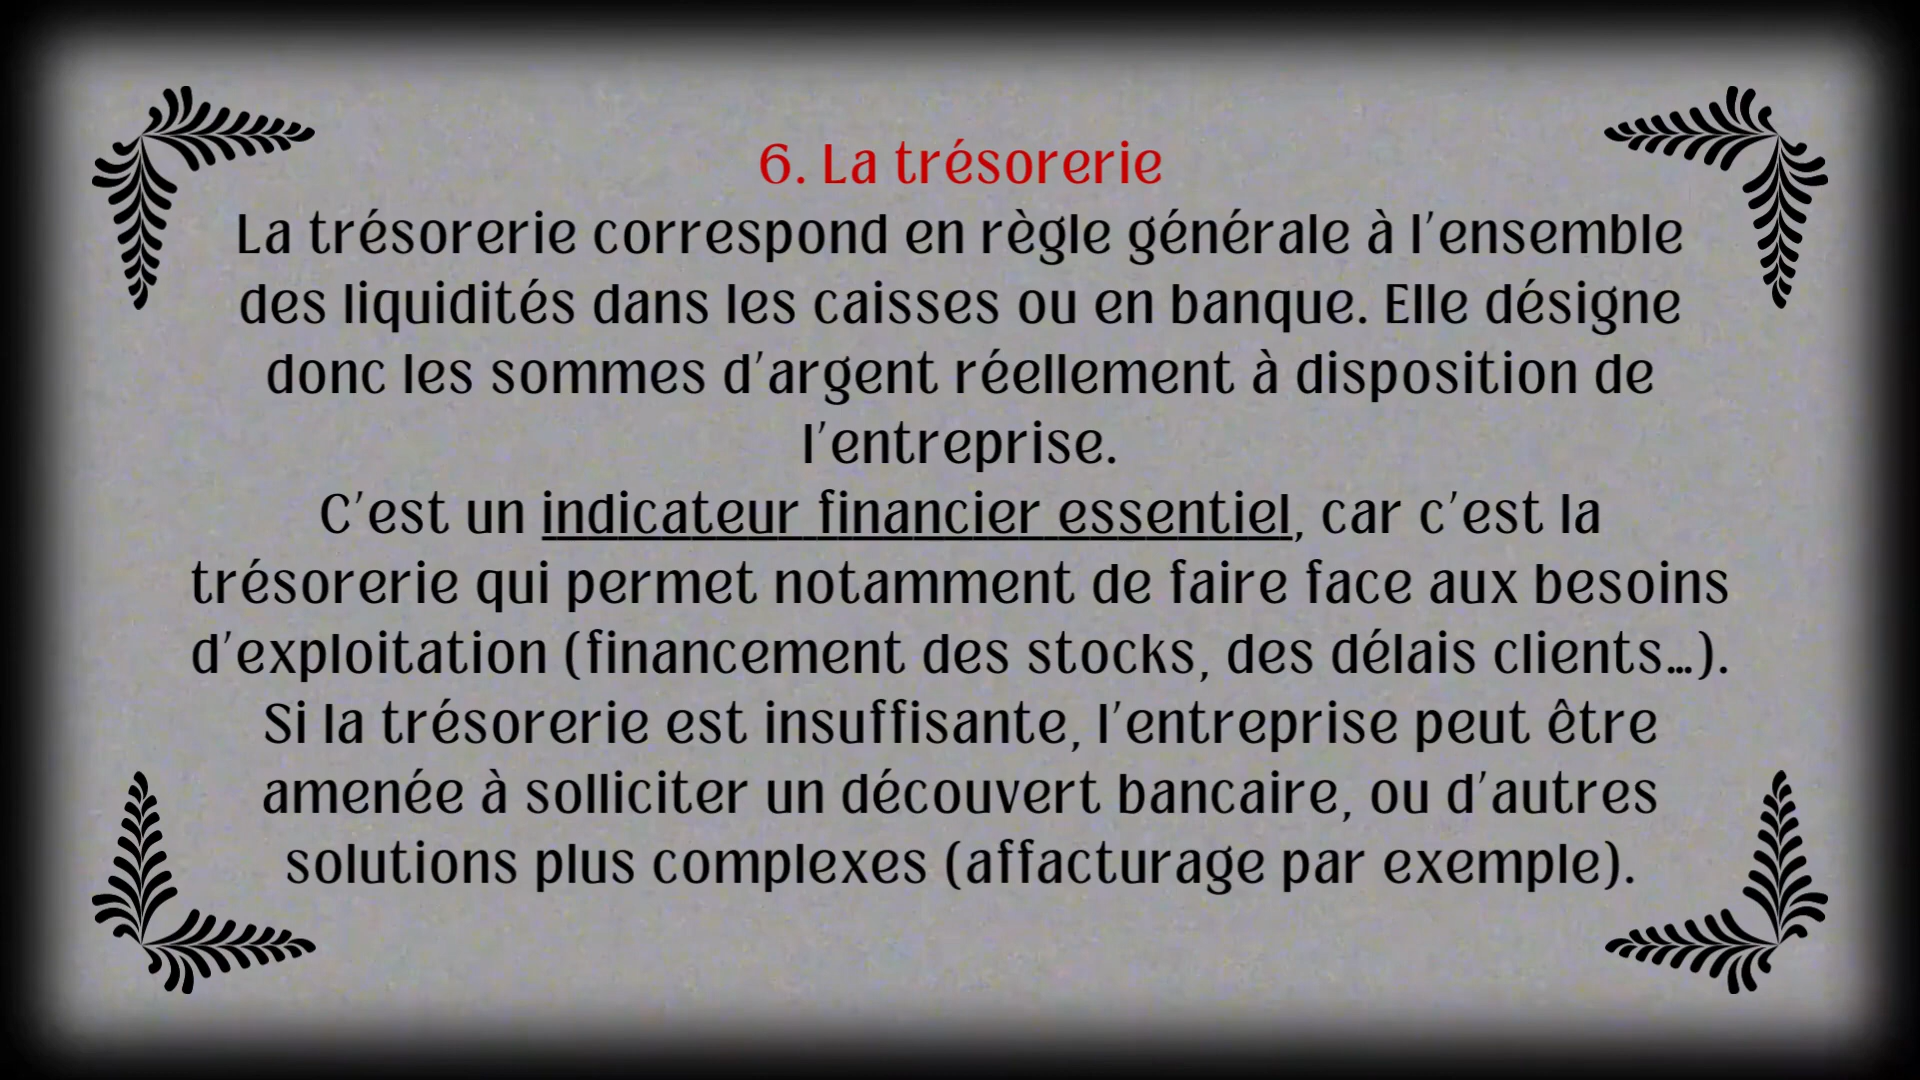 6. La trésorerie
La trésorerie correspond en règle générale à l'ensemble
des liquidités dans les caisses ou en banque. Elle désigne
donc les sommes d'argent réellement à disposition de
l'entreprise.
C'est un indicateur financier essentiel, car c'est la
trésorerie qui permet notamment de faire face aux besoins
d'exploitation (financement des stocks, des délais clients…).
Si la trésorerie est insuffisante, l'entreprise peut être
amenée à solliciter un découvert bancaire, ou d'autres
solutions plus complexes (affacturage par exemple).